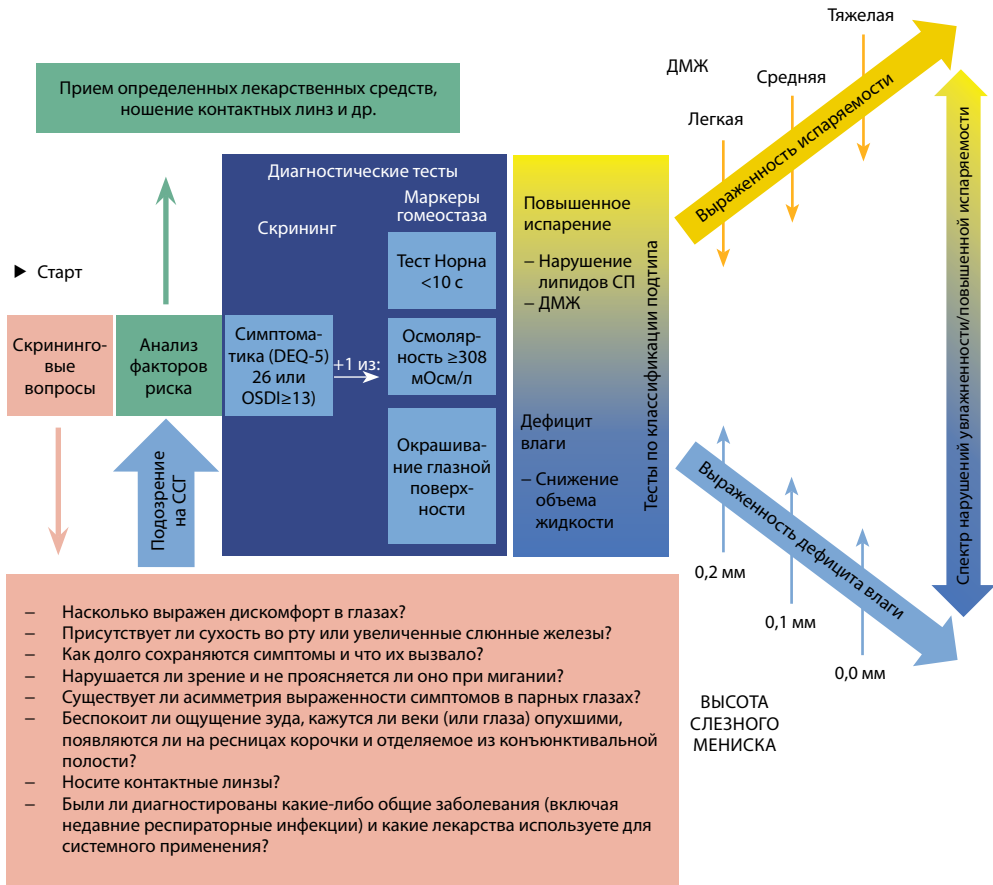 Прием определенных лекарственных средств,
ношение контактных линз и др.
► Старт
Скрининго-
вые
вопросы
Анализ
факторов
риска
Подозрение
на ССГ
Диагностические тесты
Скрининг
Маркеры
гомеостаза
Симптома-
тика (DEQ-5)
26 или
OSDI≥13)
+1 из:
Тест Норна
<10 с
Осмоляр-
ность ≥308
мОсм/л
Окрашива-
ние глазной
поверх-
ности
Повышенное
испарение
– Нарушение
липидов СП
– ДМЖ
Дефицит
влаги
– Снижение
объема
жидкости
Тесты по классификации подтипа
ДМЖ
Легкая
Средняя
Тяжелая
Выраженность испаряемости
Выраженность дефицита влаги
0,2 мм
0,1 мм
0,0 мм
ВЫСОТА
СЛЕЗНОГО
МЕНИСКА
Спектр нарушений увлажненности/повышенной испаряемости
– Насколько выражен дискомфорт в глазах?
– Присутствует ли сухость во рту или увеличенные слюнные железы?
– Как долго сохраняются симптомы и что их вызвало?
– Нарушается ли зрение и не проясняется ли оно при мигании?
– Существует ли асимметрия выраженности симптомов в парных глазах?
– Беспокоит ли ощущение зуда, кажутся ли веки (или глаза) опухшими,
появляются ли на ресницах корочки и отделяемое из конъюнктивальной
полости?
– Носите контактные линзы?
– Были ли диагностированы какие-либо общие заболевания (включая
недавние респираторные инфекции) и какие лекарства используете для
системного применения?